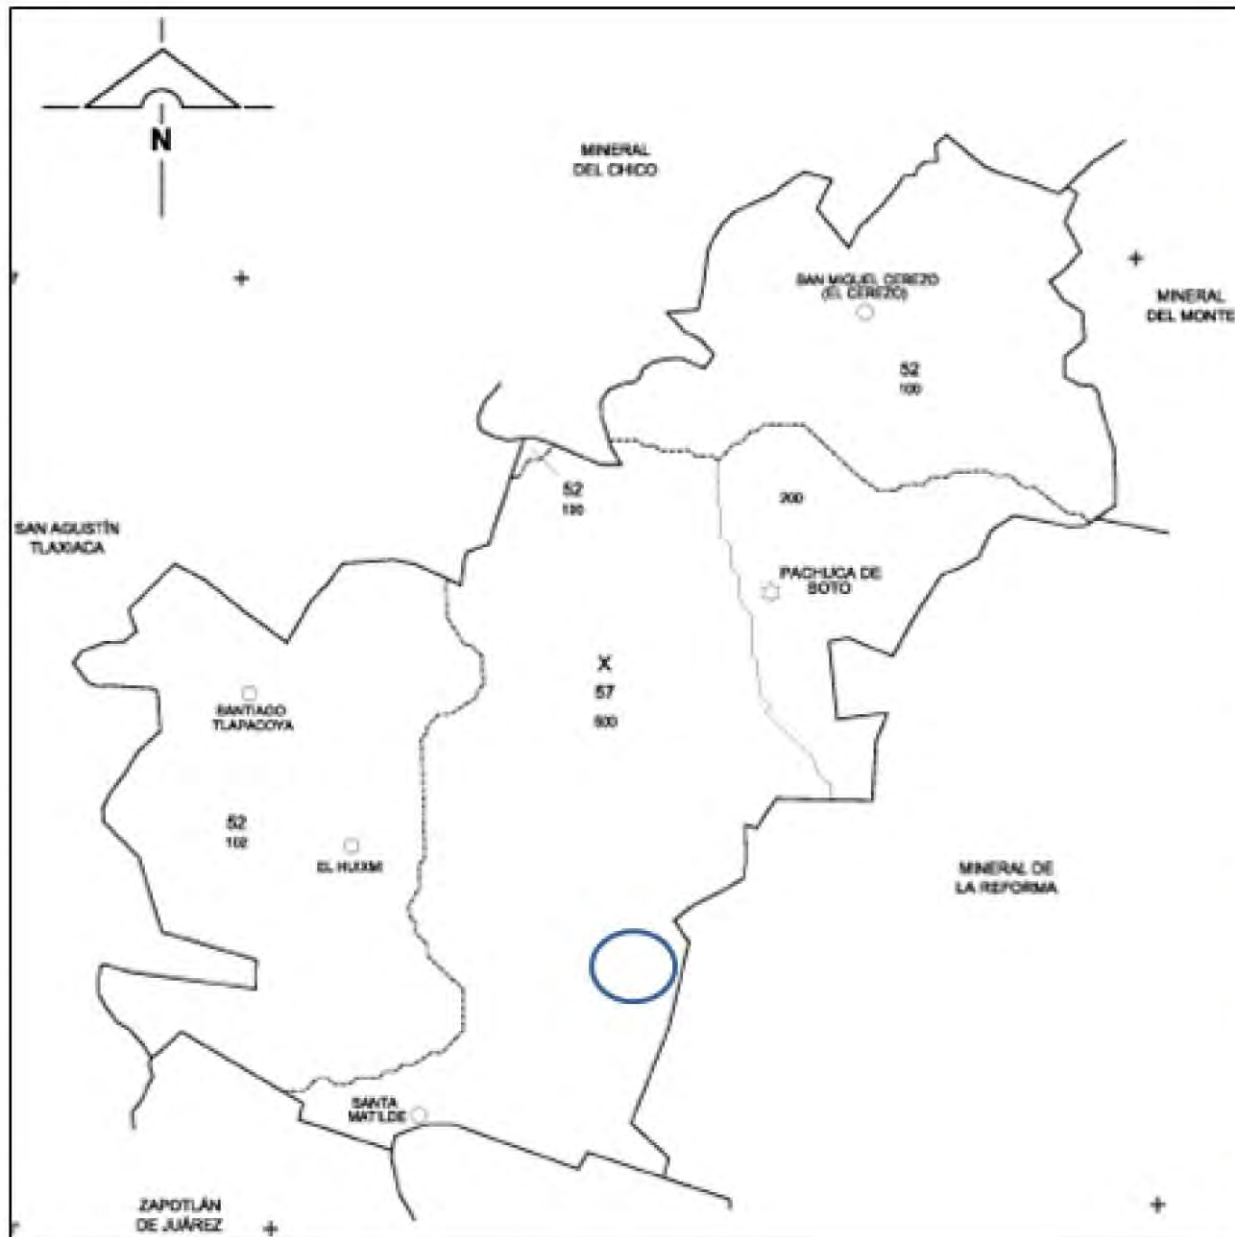 N
MINERAL
DEL CHICO
SAN MIGUEL CEREZO
(EL CEREZO)
MINERAL
DEL MONTE
52
100
52
100
200
SAN AGUSTÍN
TLAXIACA
PACHUCA DE
SOTO
X
57
500
SANTIAGO
TLAPACOYA
52
102
EL HUIXMI
MINERAL DE
LA REFORMA
SANTA
MATILDE
ZAPOTLÁN
DE JUÁREZ